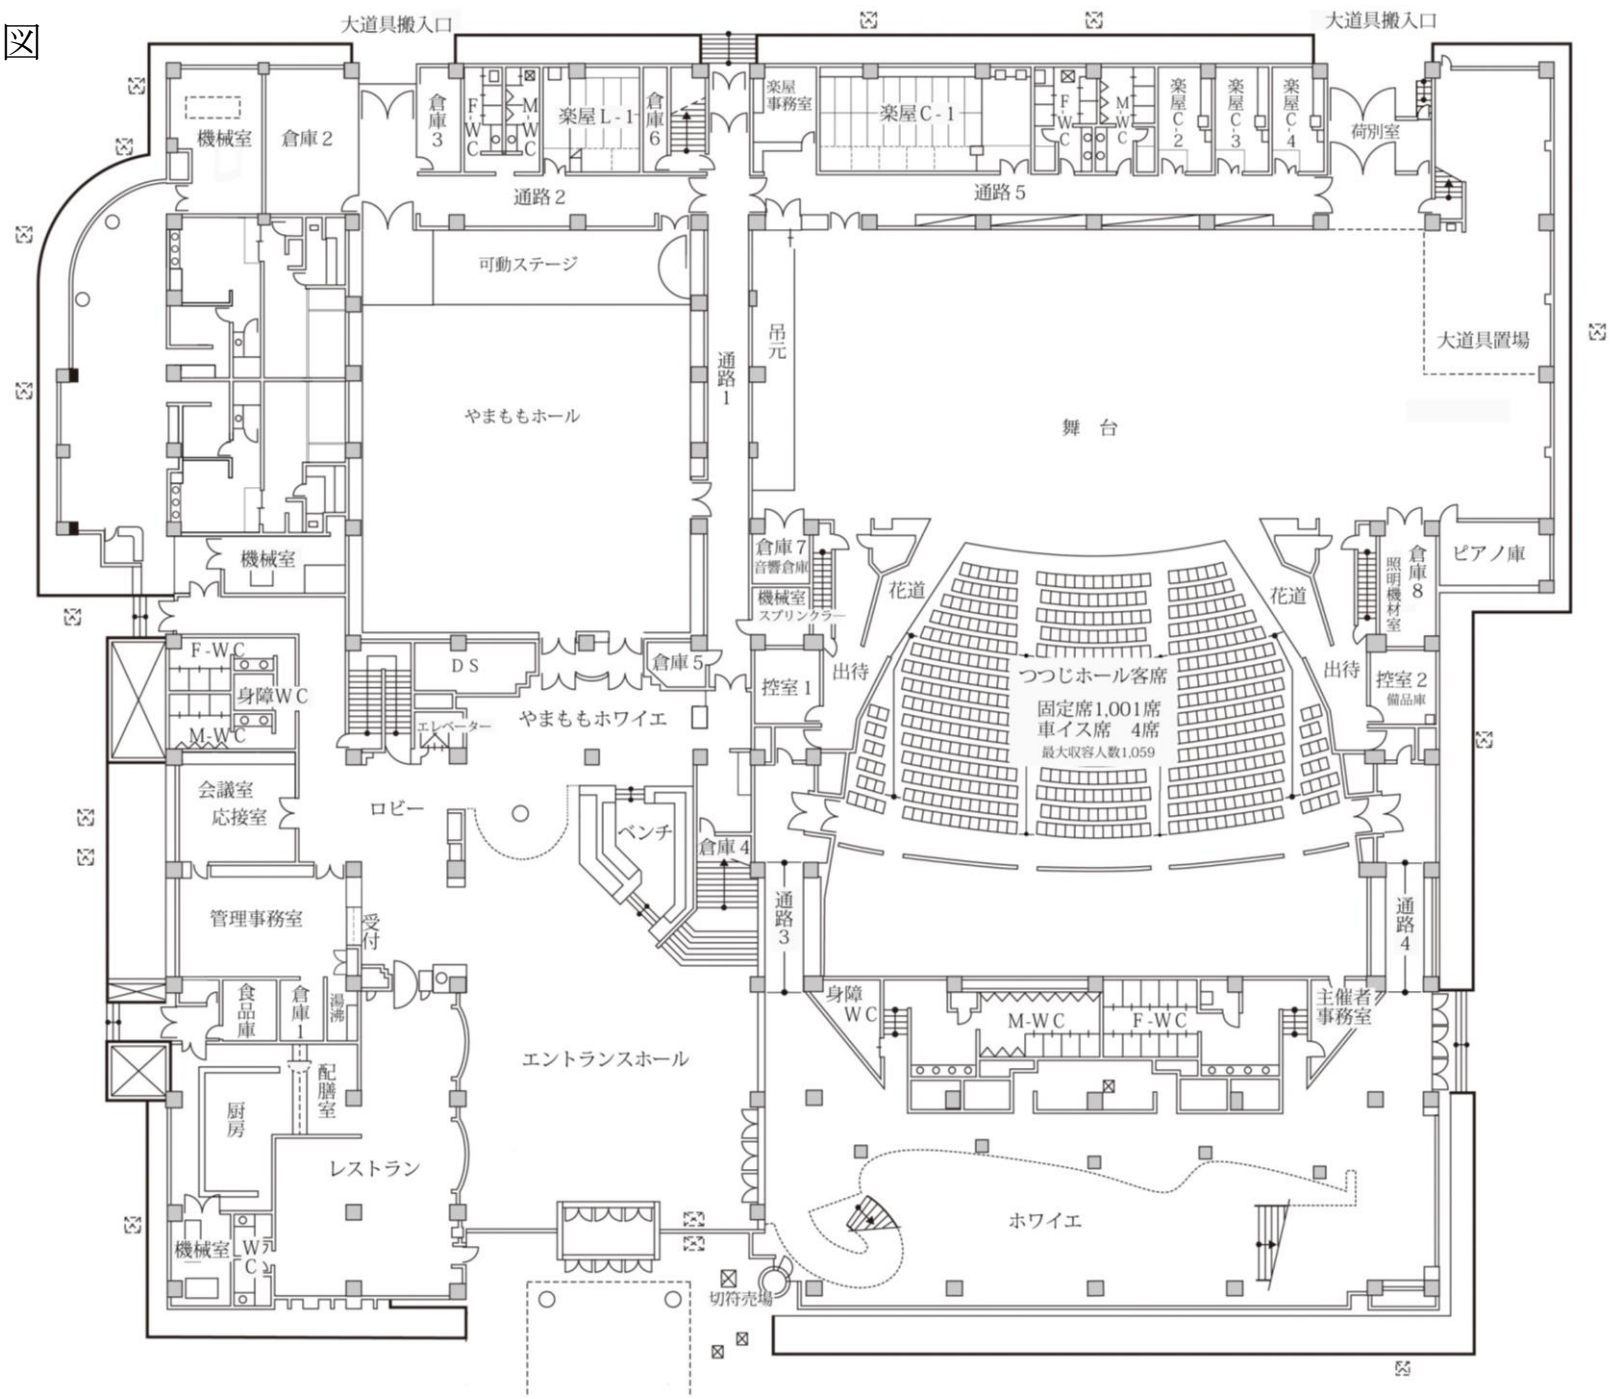 図
大道具搬入口
大道具搬入口
機械室
倉庫2
倉庫3
F-WC
M-WC
楽屋L-1
倉庫6
楽屋
事務室
楽屋C-1
F-WC
M-WC
楽屋C-2
楽屋C-3
楽屋C-4
荷別室
通路2
通路5
可動ステージ
吊元
大道具置場
通路1
やまももホール
舞 台
機械室
倉庫7
音響倉庫
機械室
スプリンクラー
花道
花道
照明機材室
倉庫8
ピアノ庫
F-WC
身障WC
M-WC
DS
倉庫5
控室1
出待
つつじホール客席
固定席1,001席
車イス席 4席
最大収容人数1,059
出待
控室2
備品庫
エレベーター
やまももホワイエ
会議室
応接室
ロビー
ベンチ
倉庫4
管理事務室
受付
通路3
通路4
食品庫
倉庫1
湯沸
身障
WC
M-WC
F-WC
主催者
事務室
エントランスホール
配膳室
厨房
レストラン
ホワイエ
機械室
WC
切符売場